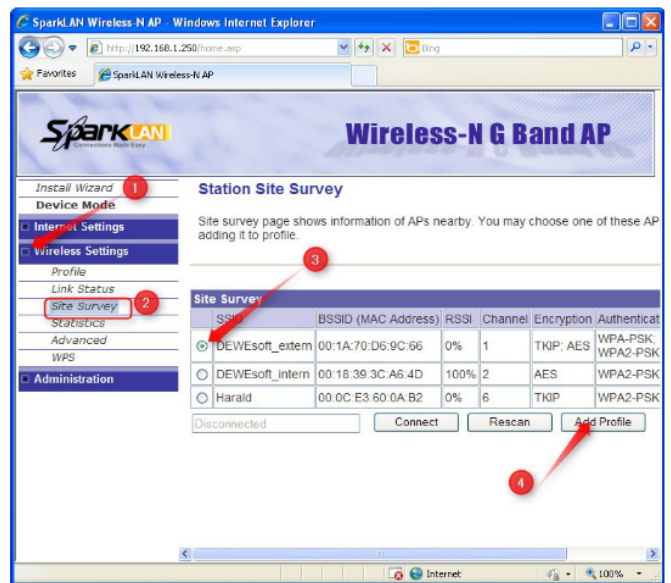 SparkLAN Wireless-N AP - Windows Internet Explorer
http://192.168.1.250/home.asp
Bing
Favorites
SparkLAN Wireless-N AP
SparkLAN
Connections Made Easy
Wireless-N G Band AP
Install Wizard
1
Device Mode
Internet Settings
Wireless Settings
Profile
Link Status
Site Survey
2
Statistics
Advanced
WPS
Administration
Station Site Survey
Site survey page shows information of APs nearby. You may choose one of these AP
adding it to profile.
3
Site Survey
SSID BSSID (MAC Address) RSSI Channel Encryption Authenticat
DEWEsoft_extern 00:1A:70:D6:9C:66 0% 1 TKIP; AES WPA-PSK;
WPA2-PSK
DEWEsoft_intern 00:18:39:3C:A6:4D 100% 2 AES WPA2-PSK
Harald 00:0C:E3:60:0A:B2 0% 6 TKIP WPA2-PSK
Disconnected Connect Rescan Add Profile
4
Internet 100%